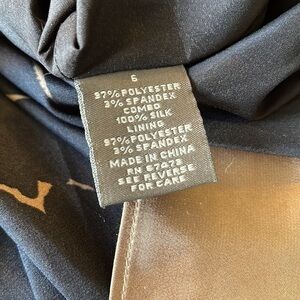 6
97% POLYESTER
3% SPANDEX
COMBO
100% SILK
LINING
97% POLYESTER
3% SPANDEX
MADE IN CHINA
RN 67479
SEE REVERSE
FOR CARE